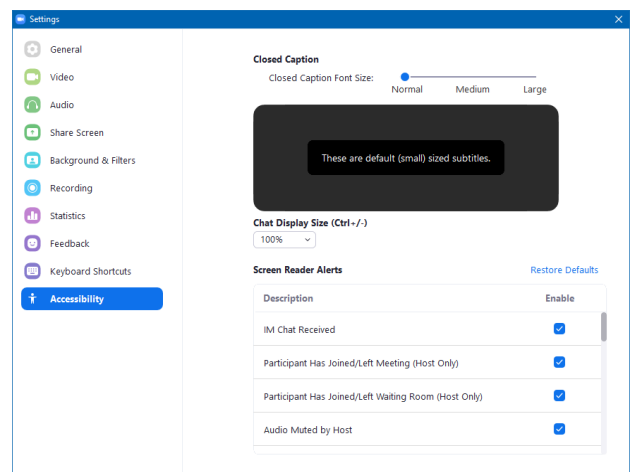 Settings
General
Video
Audio
Share Screen
Background & Filters
Recording
Statistics
Feedback
Keyboard Shortcuts
Accessibility
Closed Caption
Closed Caption Font Size:
Normal Medium Large
These are default (small) sized subtitles.
Chat Display Size (Ctrl+/-)
100%
Screen Reader Alerts Restore Defaults
Description Enable
IM Chat Received
Participant Has Joined/Left Meeting (Host Only)
Participant Has Joined/Left Waiting Room (Host Only)
Audio Muted by Host